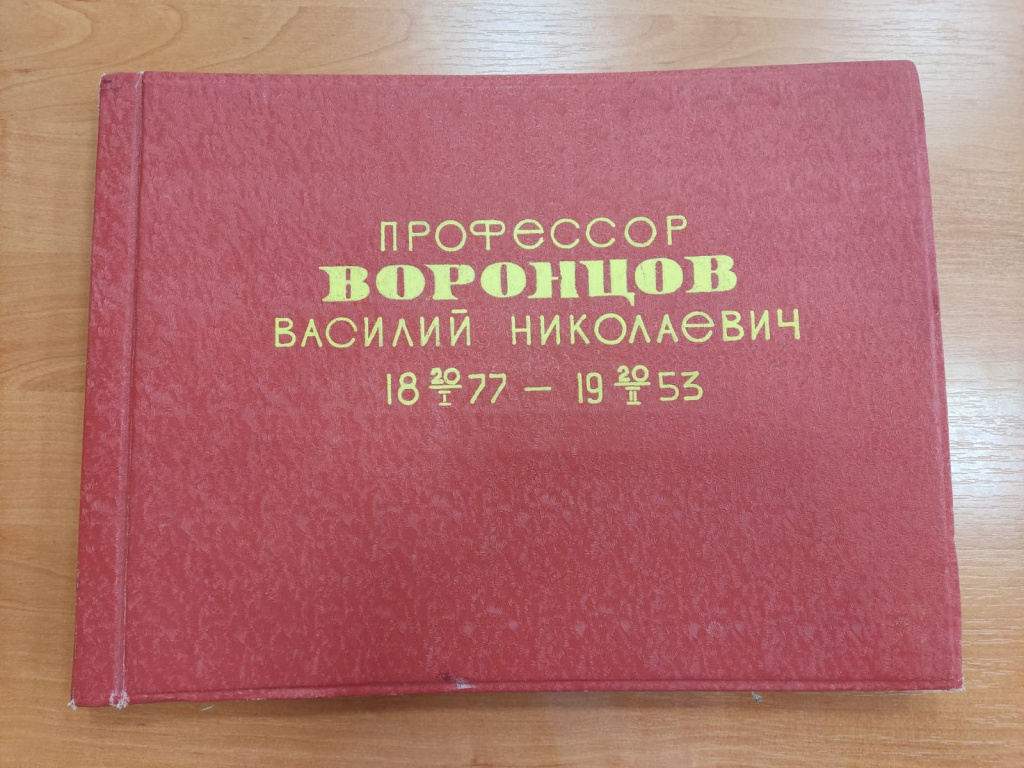 ПРОФЕССОР
ВОРОНЦОВ
ВАСИЛИЙ НИКОЛАЕВИЧ
18 20/I 77 — 19 20/II 53